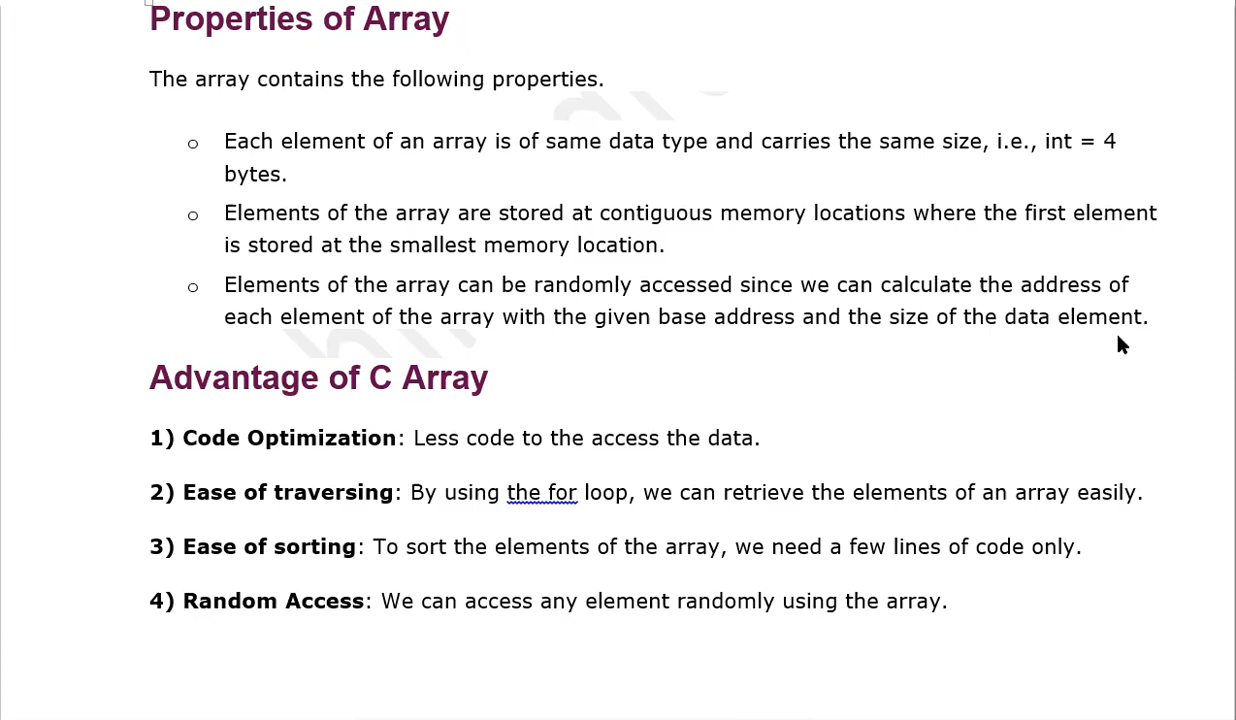 Properties of Array
The array contains the following properties.
o Each element of an array is of same data type and carries the same size, i.e., int = 4
bytes.
o Elements of the array are stored at contiguous memory locations where the first element
is stored at the smallest memory location.
o Elements of the array can be randomly accessed since we can calculate the address of
each element of the array with the given base address and the size of the data element.
Advantage of C Array
1) Code Optimization: Less code to the access the data.
2) Ease of traversing: By using the for loop, we can retrieve the elements of an array easily.
3) Ease of sorting: To sort the elements of the array, we need a few lines of code only.
4) Random Access: We can access any element randomly using the array.